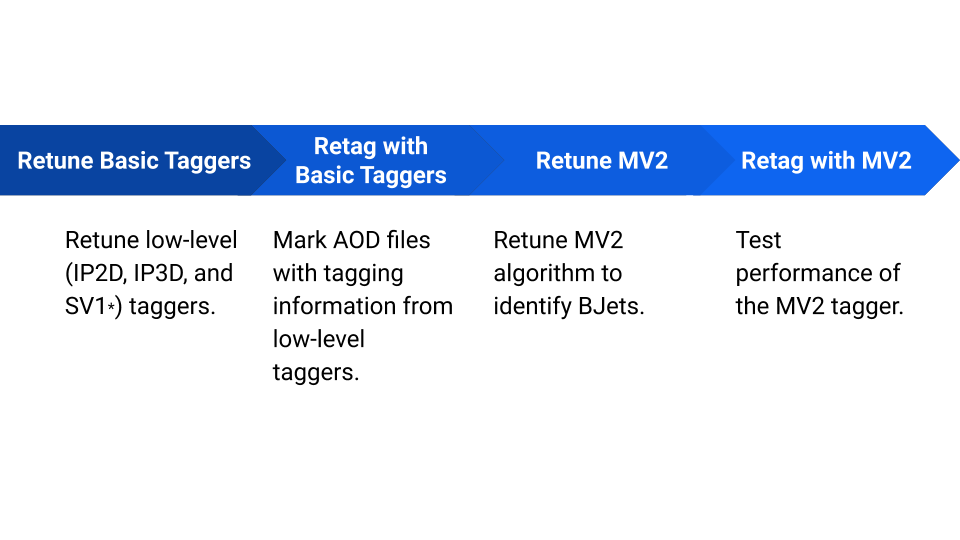 Retune Basic Taggers
Retag with
Basic Taggers
Retune MV2
Retag with MV2
Retune low-level
(IP2D, IP3D, and
SV1*) taggers.
Mark AOD files
with tagging
information from
low-level
taggers.
Retune MV2
algorithm to
identify BJets.
Test
performance of
the MV2 tagger.